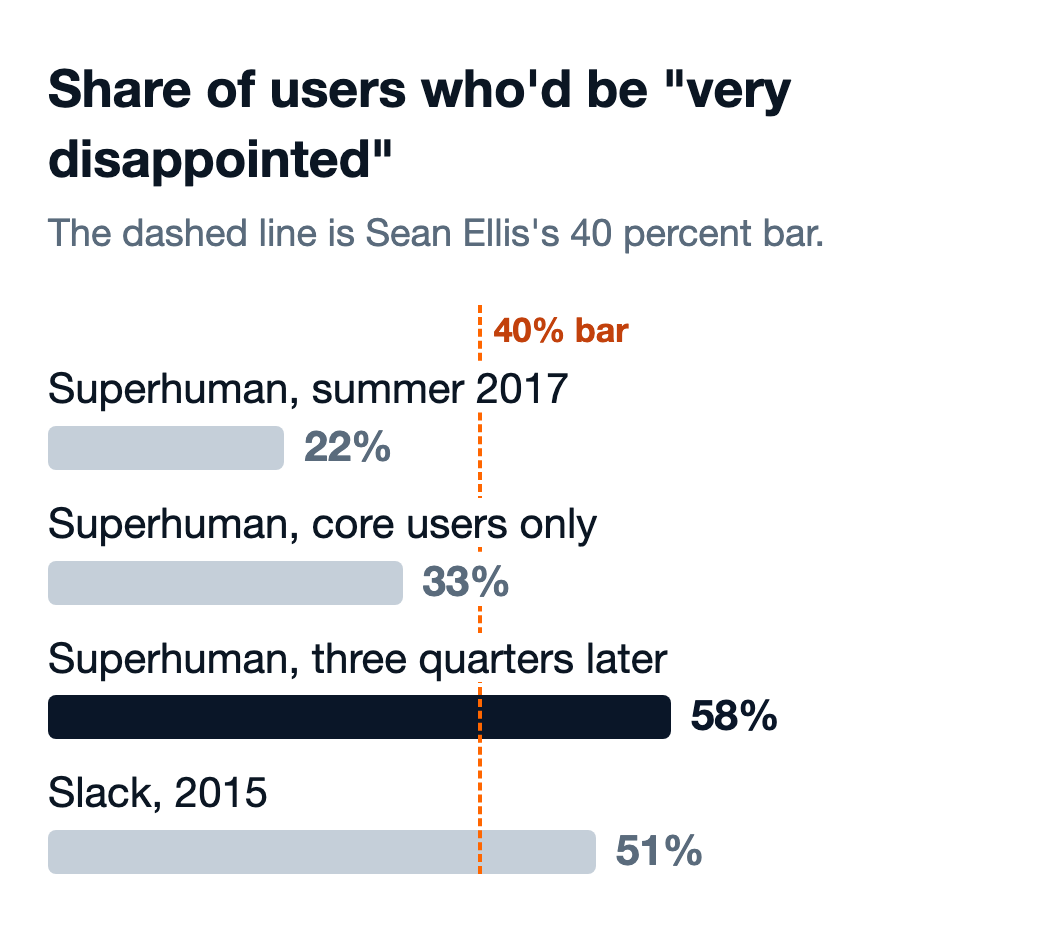 Share of users who'd be "very
disappointed"
The dashed line is Sean Ellis's 40 percent bar.
40% bar
Superhuman, summer 2017
22%
Superhuman, core users only
33%
Superhuman, three quarters later
58%
Slack, 2015
51%